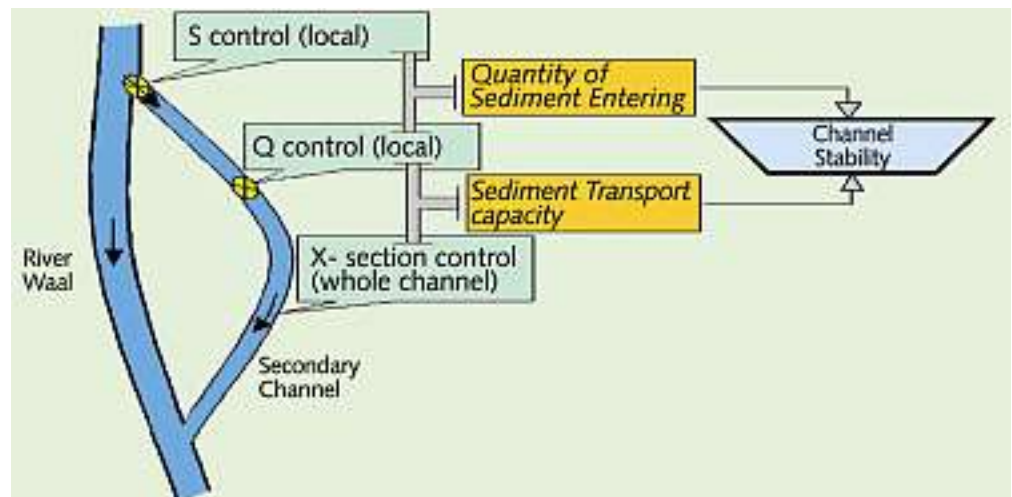 S control (local)
Quantity of
Sediment Entering
Channel
Stability
Q control (local)
Sediment Transport
capacity
X- section control
(whole channel)
River
Waal
Secondary
Channel